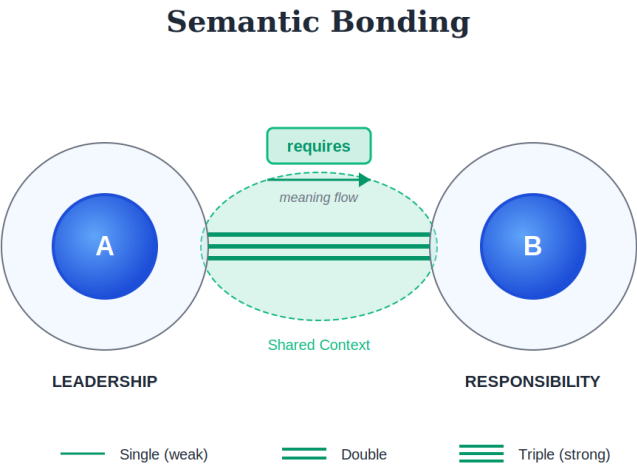 Semantic Bonding
requires
meaning flow
A
B
Shared Context
LEADERSHIP
RESPONSIBILITY
Single (weak)
Double
Triple (strong)